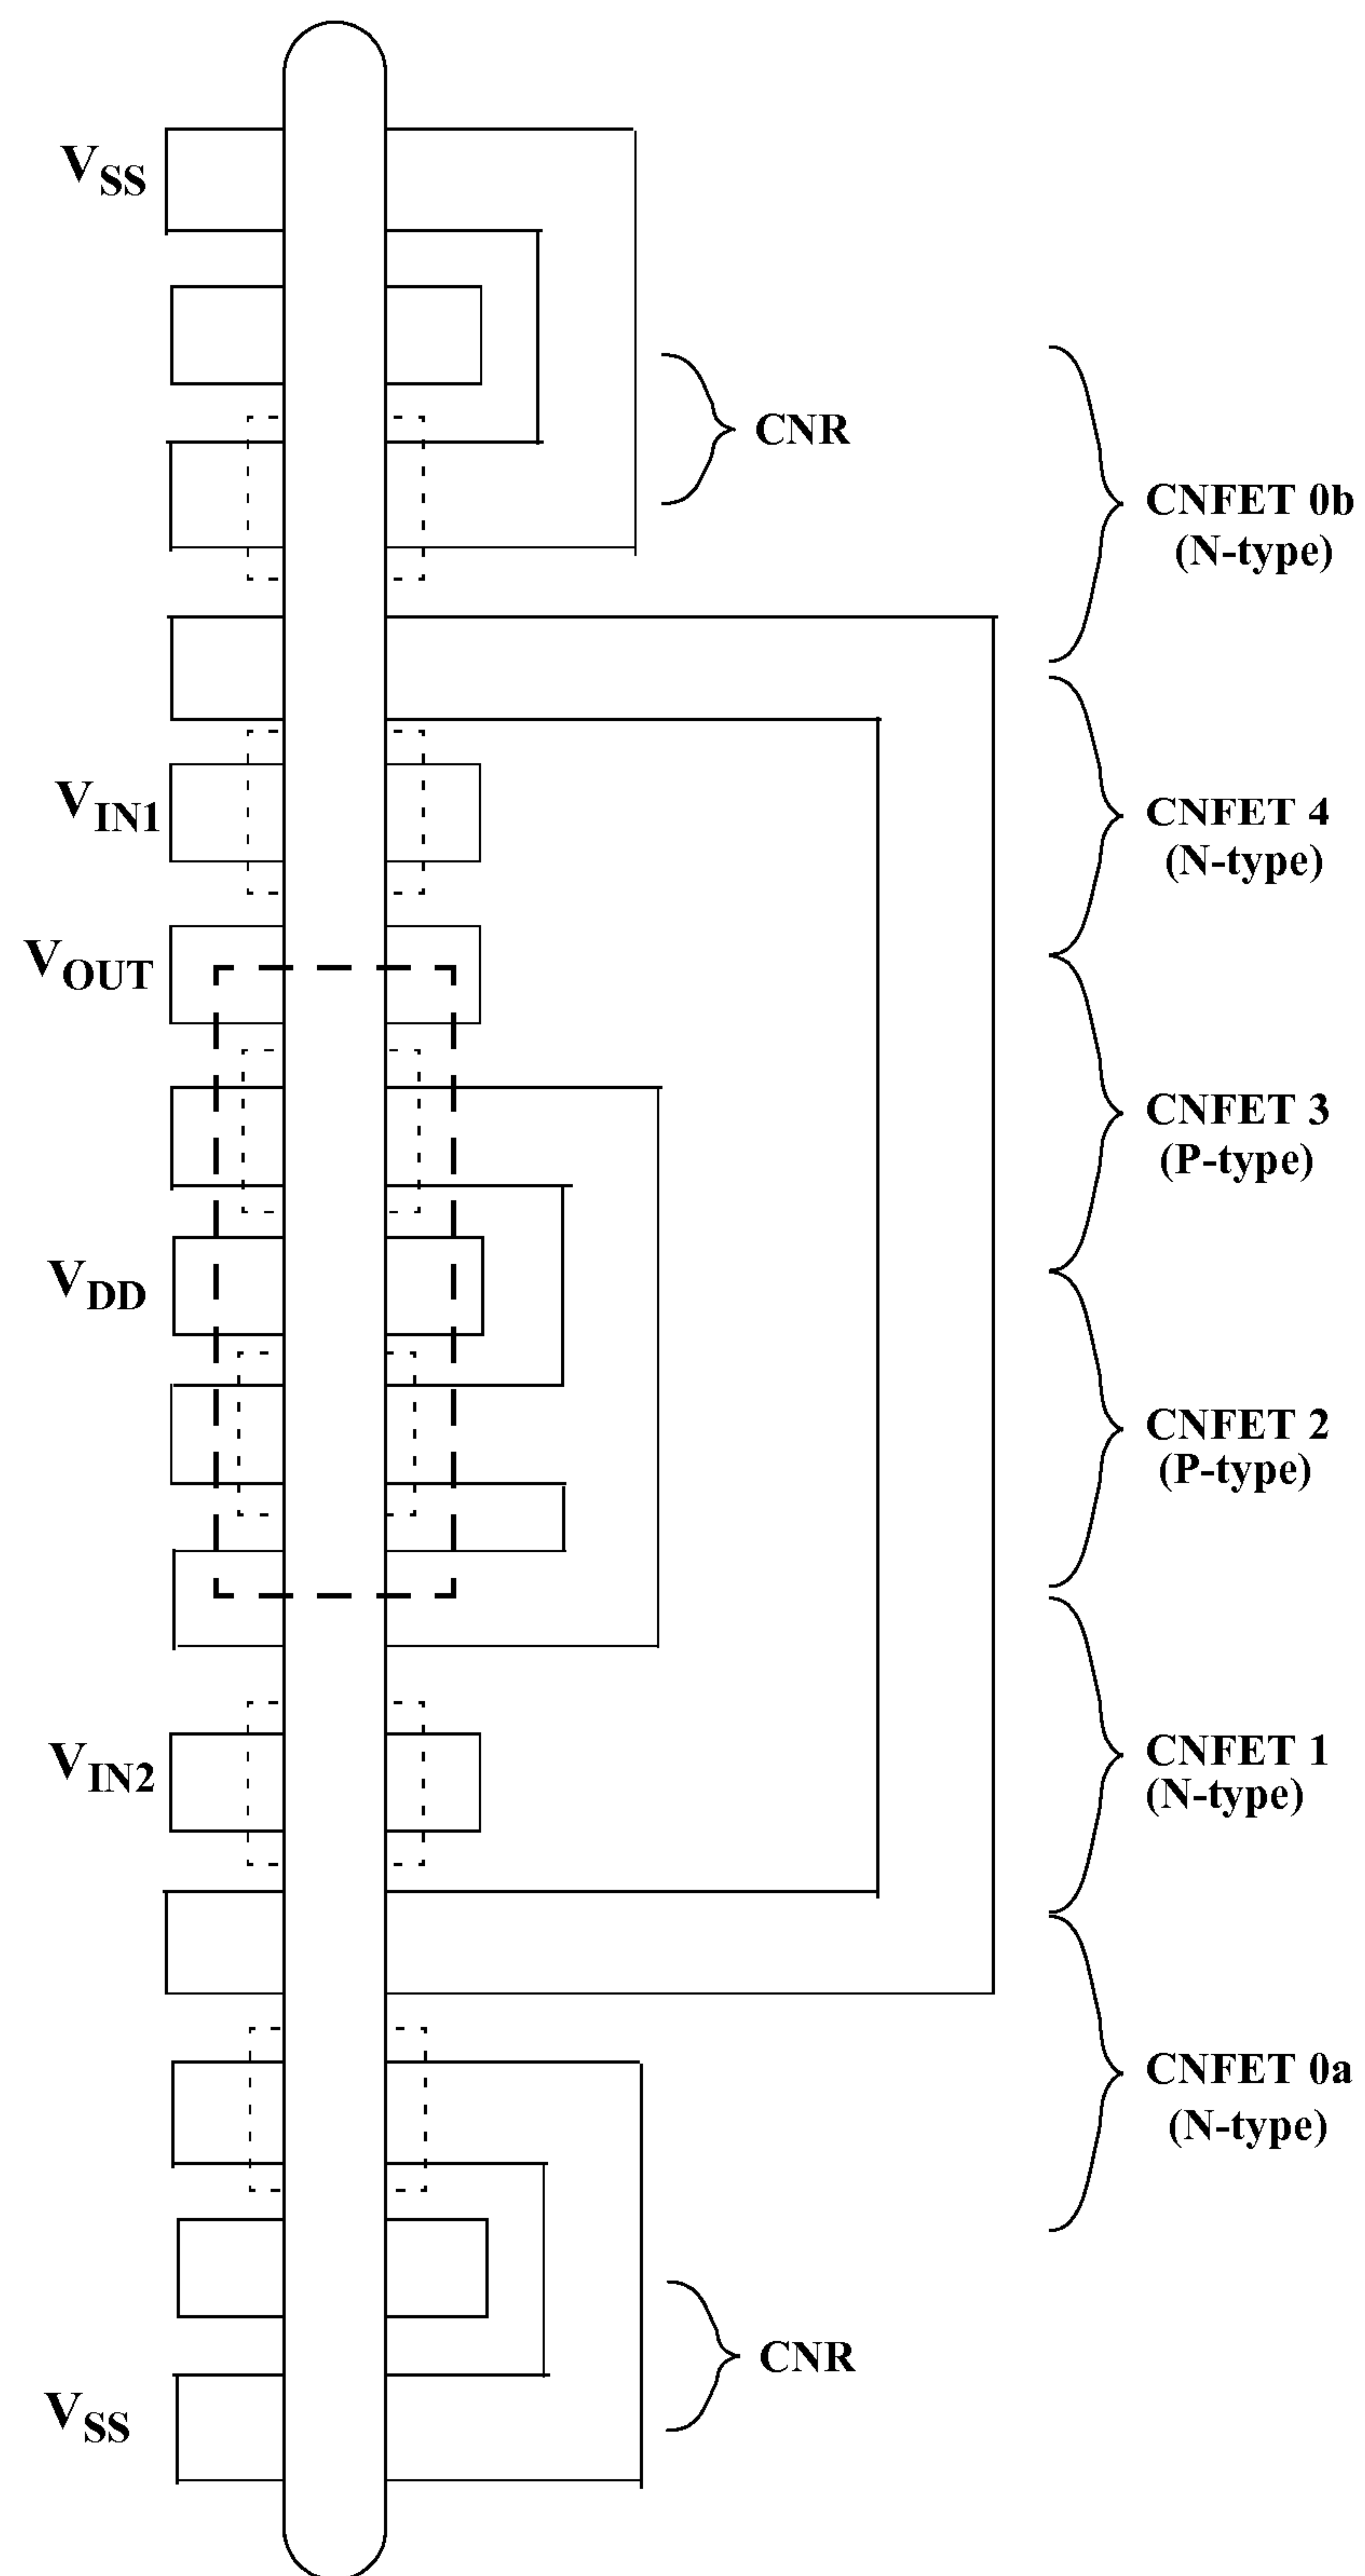 VSS
CNR
CNFET 0b
(N-type)
VIN1
CNFET 4
(N-type)
VOUT
CNFET 3
(P-type)
VDD
CNFET 2
(P-type)
VIN2
CNFET 1
(N-type)
CNFET 0a
(N-type)
CNR
VSS